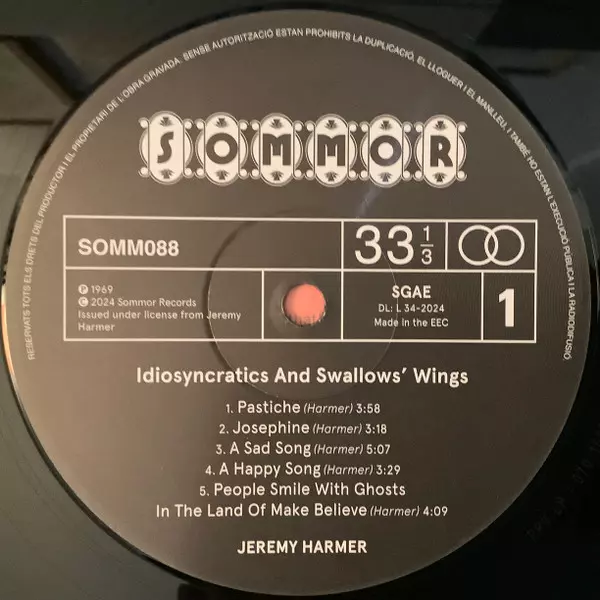 RESERVATS TOTS ELS DRETS DEL PRODUCTOR I EL PROPIETARI DE L'OBRA GRAVADA. SENSE AUTORITZACIÓ ESTAN PROHIBITS LA DUPLICACIÓ, EL LLOGUER I EL MANLLEU, I TAMBÉ HO ESTAN L'EXECUCIÓ PÚBLICA I LA RADIODIFUSIÓ.
SOMMOR
SOMM088
33 1/3
℗ 1969
© 2024 Sommor Records
Issued under license from Jeremy
Harmer
SGAE
DL: L 34-2024
Made in the EEC
1
Idiosyncratics And Swallows' Wings
1. Pastiche (Harmer) 3:58
2. Josephine (Harmer) 3:18
3. A Sad Song (Harmer) 5:07
4. A Happy Song (Harmer) 3:29
5. People Smile With Ghosts
In The Land Of Make Believe (Harmer) 4:09
JEREMY HARMER